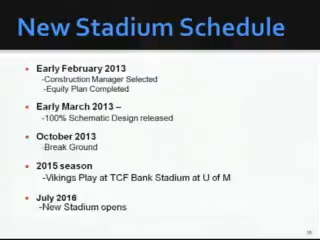 New Stadium Schedule
Early February 2013
-Construction Manager Selected
-Equity Plan Completed
Early March 2013 –
-100% Schematic Design released
October 2013
-Break Ground
2015 season
-Vikings Play at TCF Bank Stadium at U of M
July 2016
-New Stadium opens